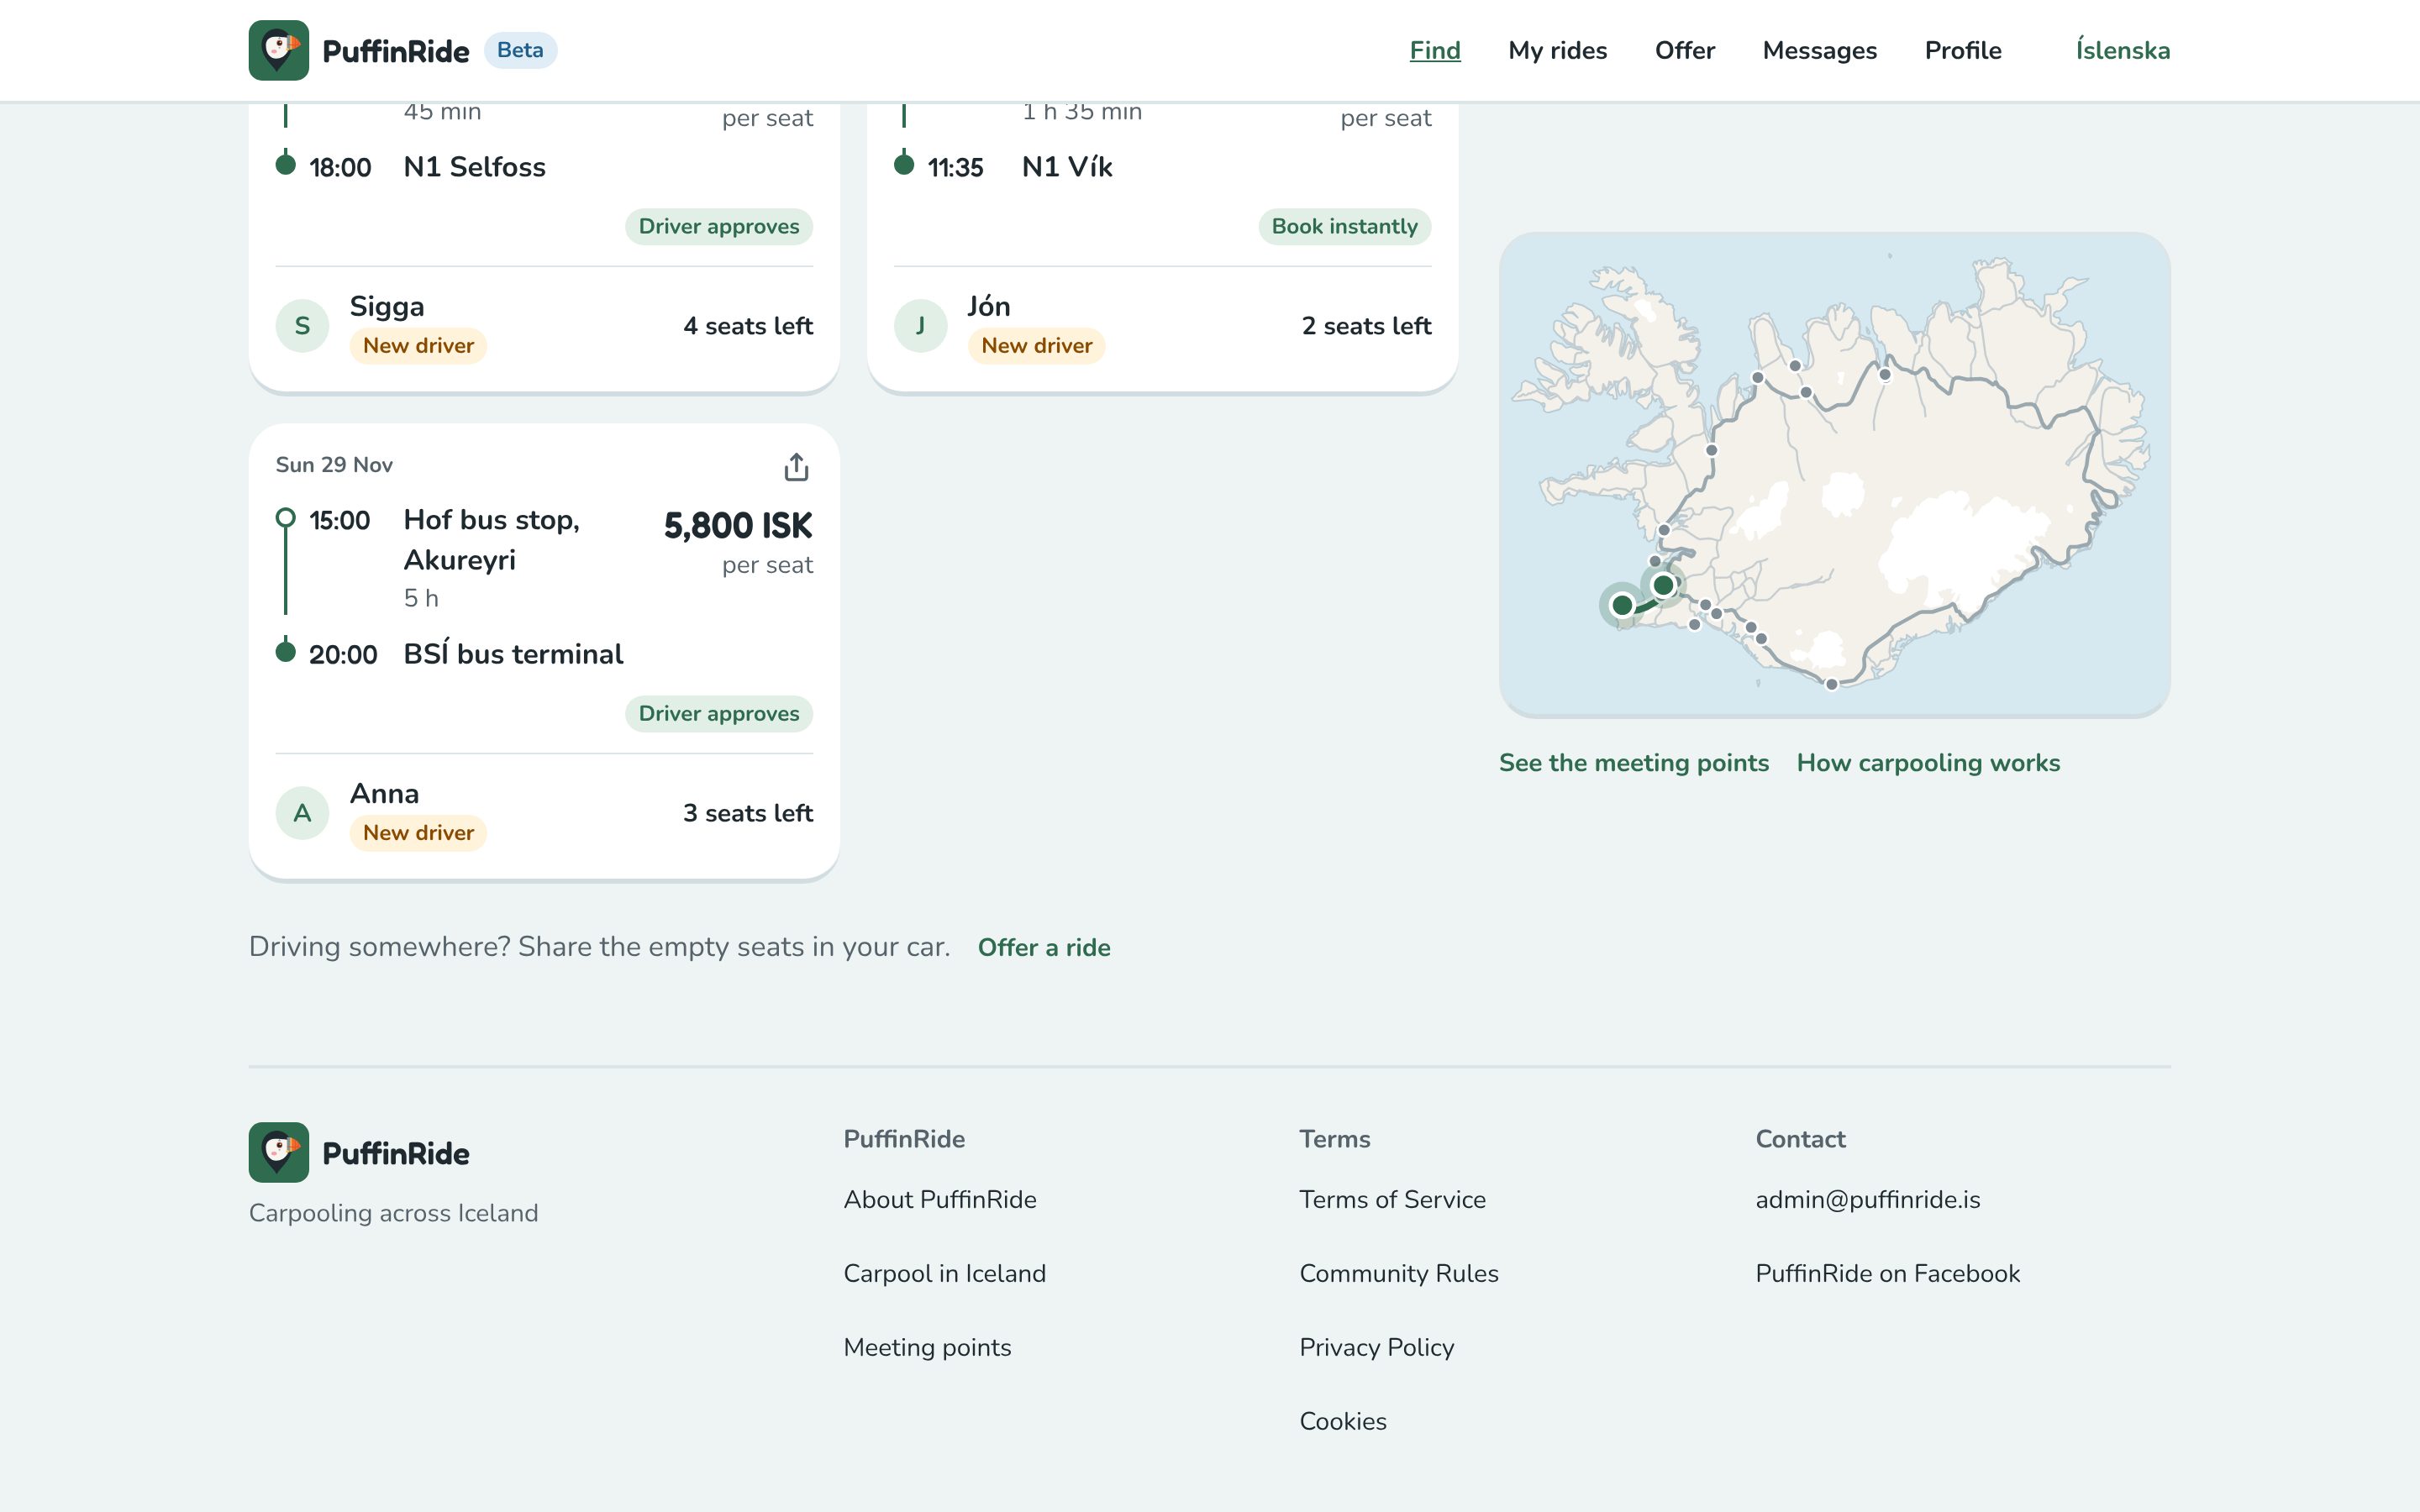 PuffinRide Beta
Find My rides Offer Messages Profile Íslenska
45 min
per seat
18:00 N1 Selfoss
Driver approves
S
Sigga
New driver
4 seats left
1 h 35 min
per seat
11:35 N1 Vík
Book instantly
J
Jón
New driver
2 seats left
Sun 29 Nov
15:00 Hof bus stop,
Akureyri
5 h
5,800 ISK
per seat
20:00 BSÍ bus terminal
Driver approves
A
Anna
New driver
3 seats left
See the meeting points How carpooling works
Driving somewhere? Share the empty seats in your car. Offer a ride
PuffinRide
Carpooling across Iceland
PuffinRide
About PuffinRide
Carpool in Iceland
Meeting points
Terms
Terms of Service
Community Rules
Privacy Policy
Cookies
Contact
admin@puffinride.is
PuffinRide on Facebook